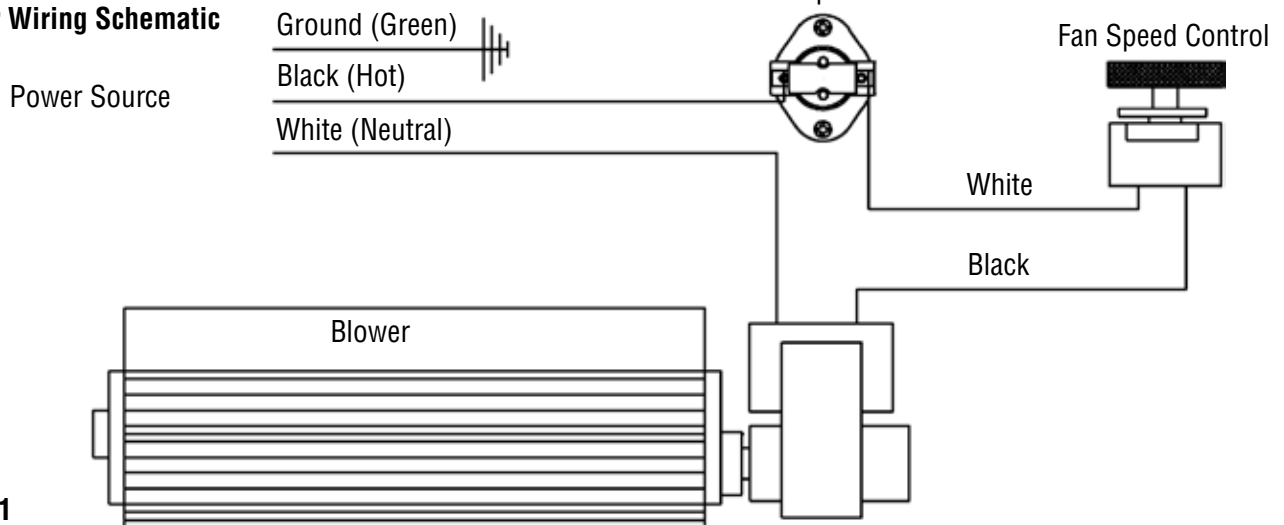 Wiring Schematic
Ground (Green)
Fan Speed Control
Black (Hot)
Power Source
White (Neutral)
White
Black
Blower
1